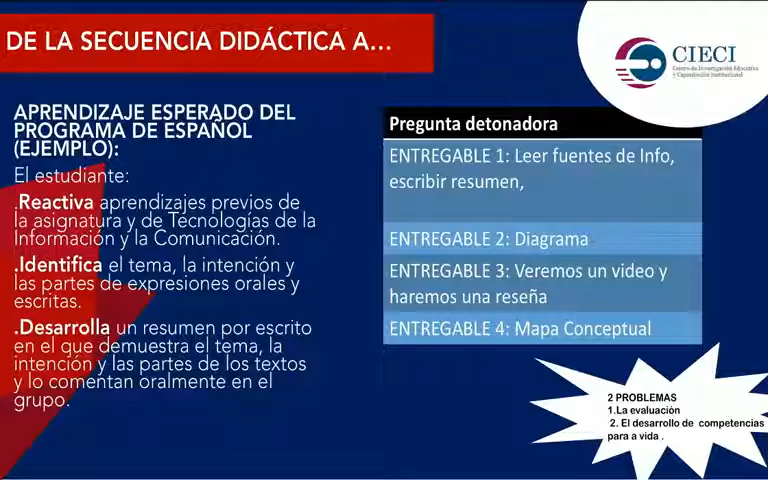 DE LA SECUENCIA DIDÁCTICA A...
CIECI
Centro de Investigación Educativa
y Capacitación Institucional
APRENDIZAJE ESPERADO DEL
PROGRAMA DE ESPAÑOL
(EJEMPLO):
El estudiante:
.Reactiva aprendizajes previos de
la asignatura y de Tecnologías de la
Información y la Comunicación.
.Identifica el tema, la intención y
las partes de expresiones orales y
escritas.
.Desarrolla un resumen por escrito
en el que demuestra el tema, la
intención y las partes de los textos
y lo comentan oralmente en el
grupo.
Pregunta detonadora
ENTREGABLE 1: Leer fuentes de Info,
escribir resumen,
ENTREGABLE 2: Diagrama
ENTREGABLE 3: Veremos un video y
haremos una reseña
ENTREGABLE 4: Mapa Conceptual
2 PROBLEMAS
1.La evaluación
2. El desarrollo de competencias
para a vida .